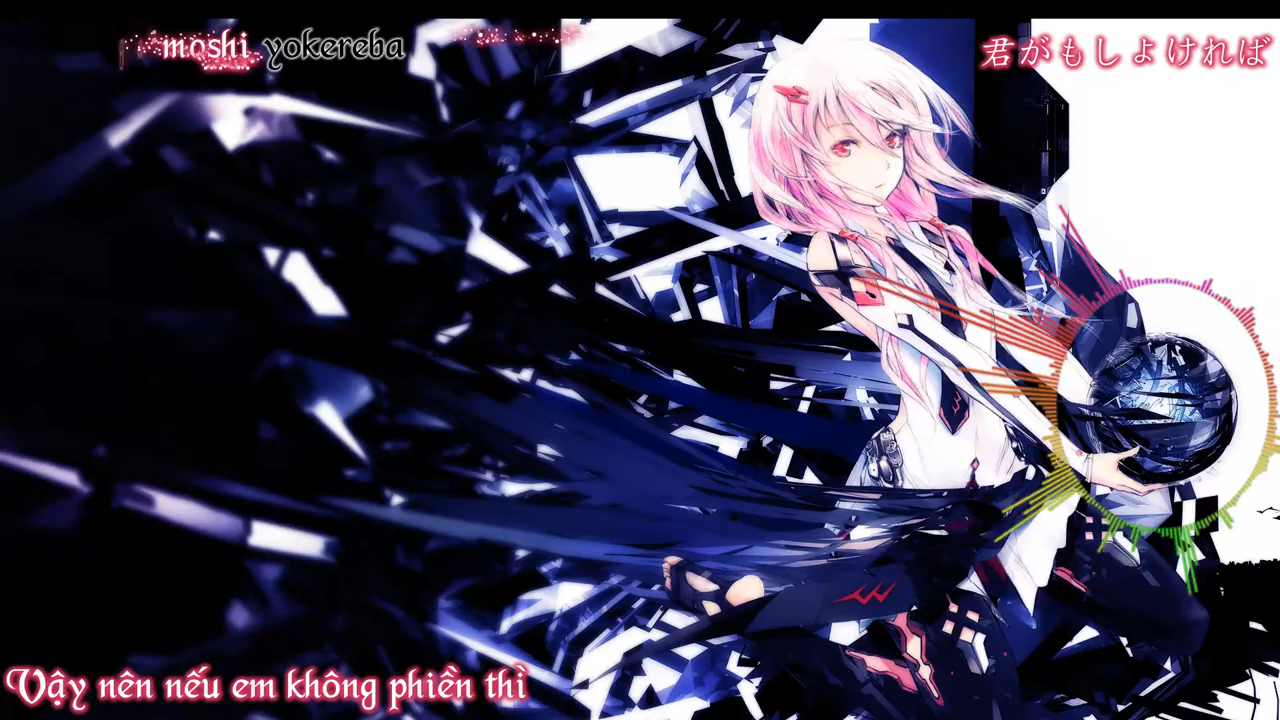 moshi yokereba
君がもしよければ
Vậy nên nếu em không phiền thì